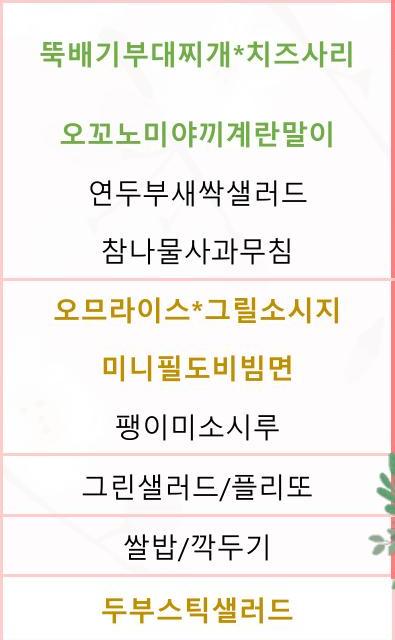 뚝배기부대찌개*치즈사리
오꼬노미야끼계란말이
연두부새싹샐러드
참나물사과무침
오므라이스*그릴소시지
미니필도비빔면
팽이미소시루
그린샐러드/플리또
쌀밥/깍두기
두부스틱샐러드